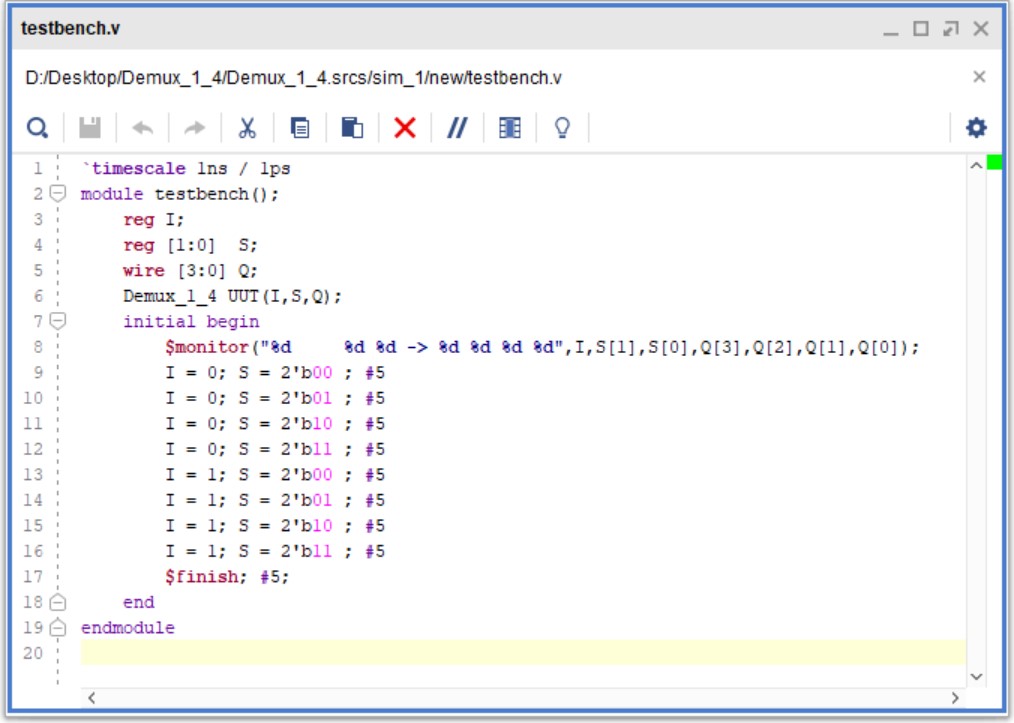 testbench.v
D:/Desktop/Demux_1_4/Demux_1_4.srcs/sim_1/new/testbench.v
1 `timescale 1ns / 1ps
2 module testbench();
3     reg I;
4     reg [1:0]  S;
5     wire [3:0] Q;
6     Demux_1_4 UUT(I,S,Q);
7     initial begin
8         $monitor("%d     %d %d -> %d %d %d %d",I,S[1],S[0],Q[3],Q[2],Q[1],Q[0]);
9         I = 0; S = 2'b00 ; #5
10         I = 0; S = 2'b01 ; #5
11         I = 0; S = 2'b10 ; #5
12         I = 0; S = 2'b11 ; #5
13         I = 1; S = 2'b00 ; #5
14         I = 1; S = 2'b01 ; #5
15         I = 1; S = 2'b10 ; #5
16         I = 1; S = 2'b11 ; #5
17         $finish; #5;
18     end
19 endmodule
20